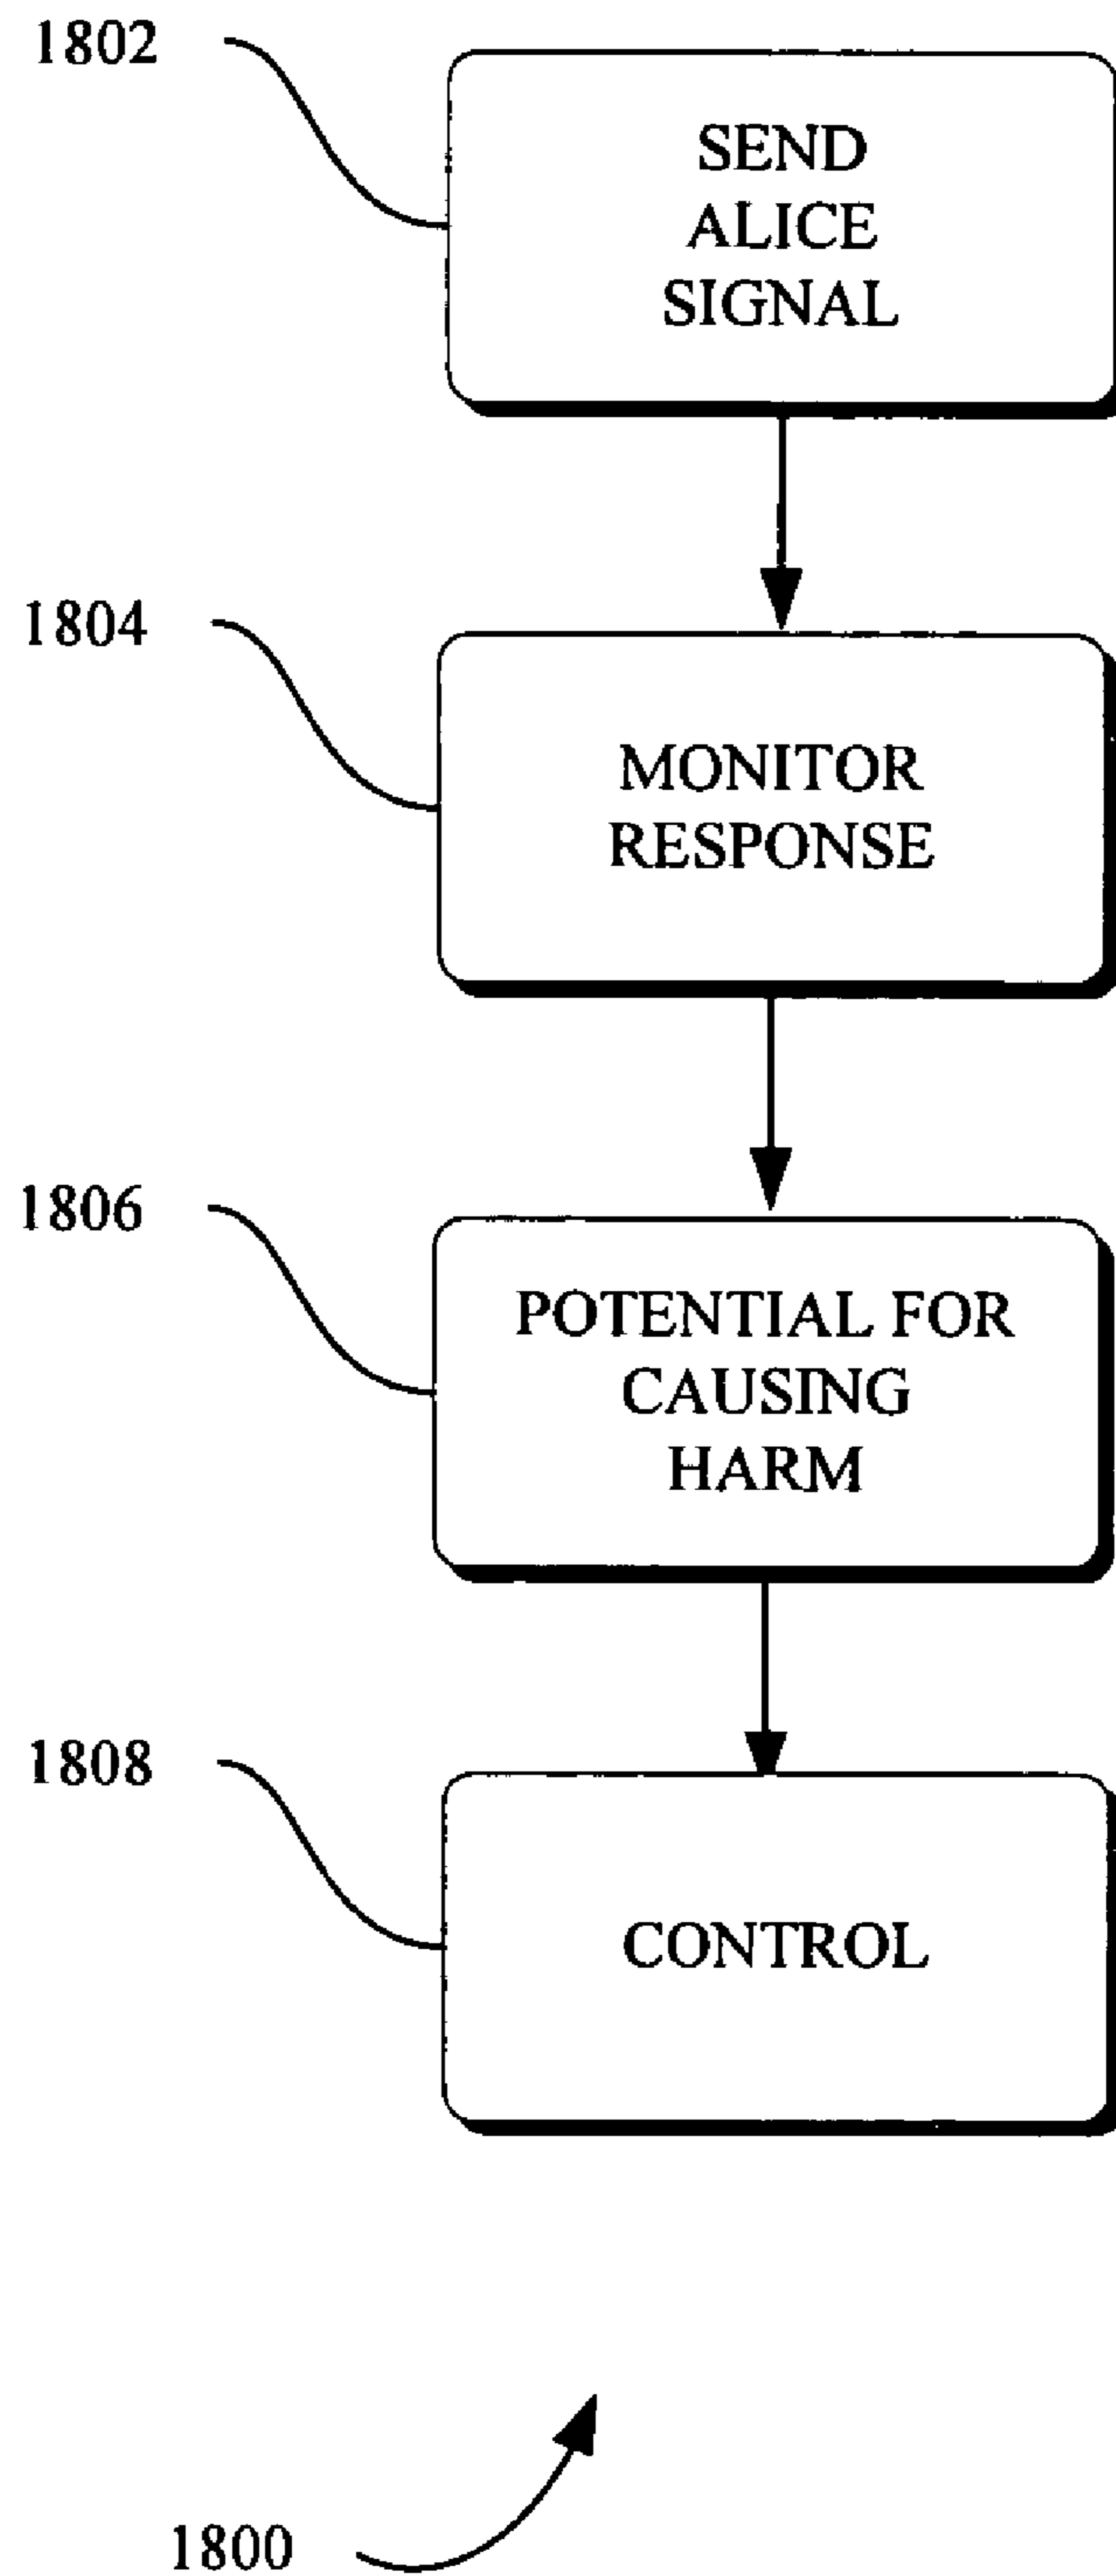 1802
SEND
ALICE
SIGNAL
1804
MONITOR
RESPONSE
1806
POTENTIAL FOR
CAUSING
HARM
1808
CONTROL
1800